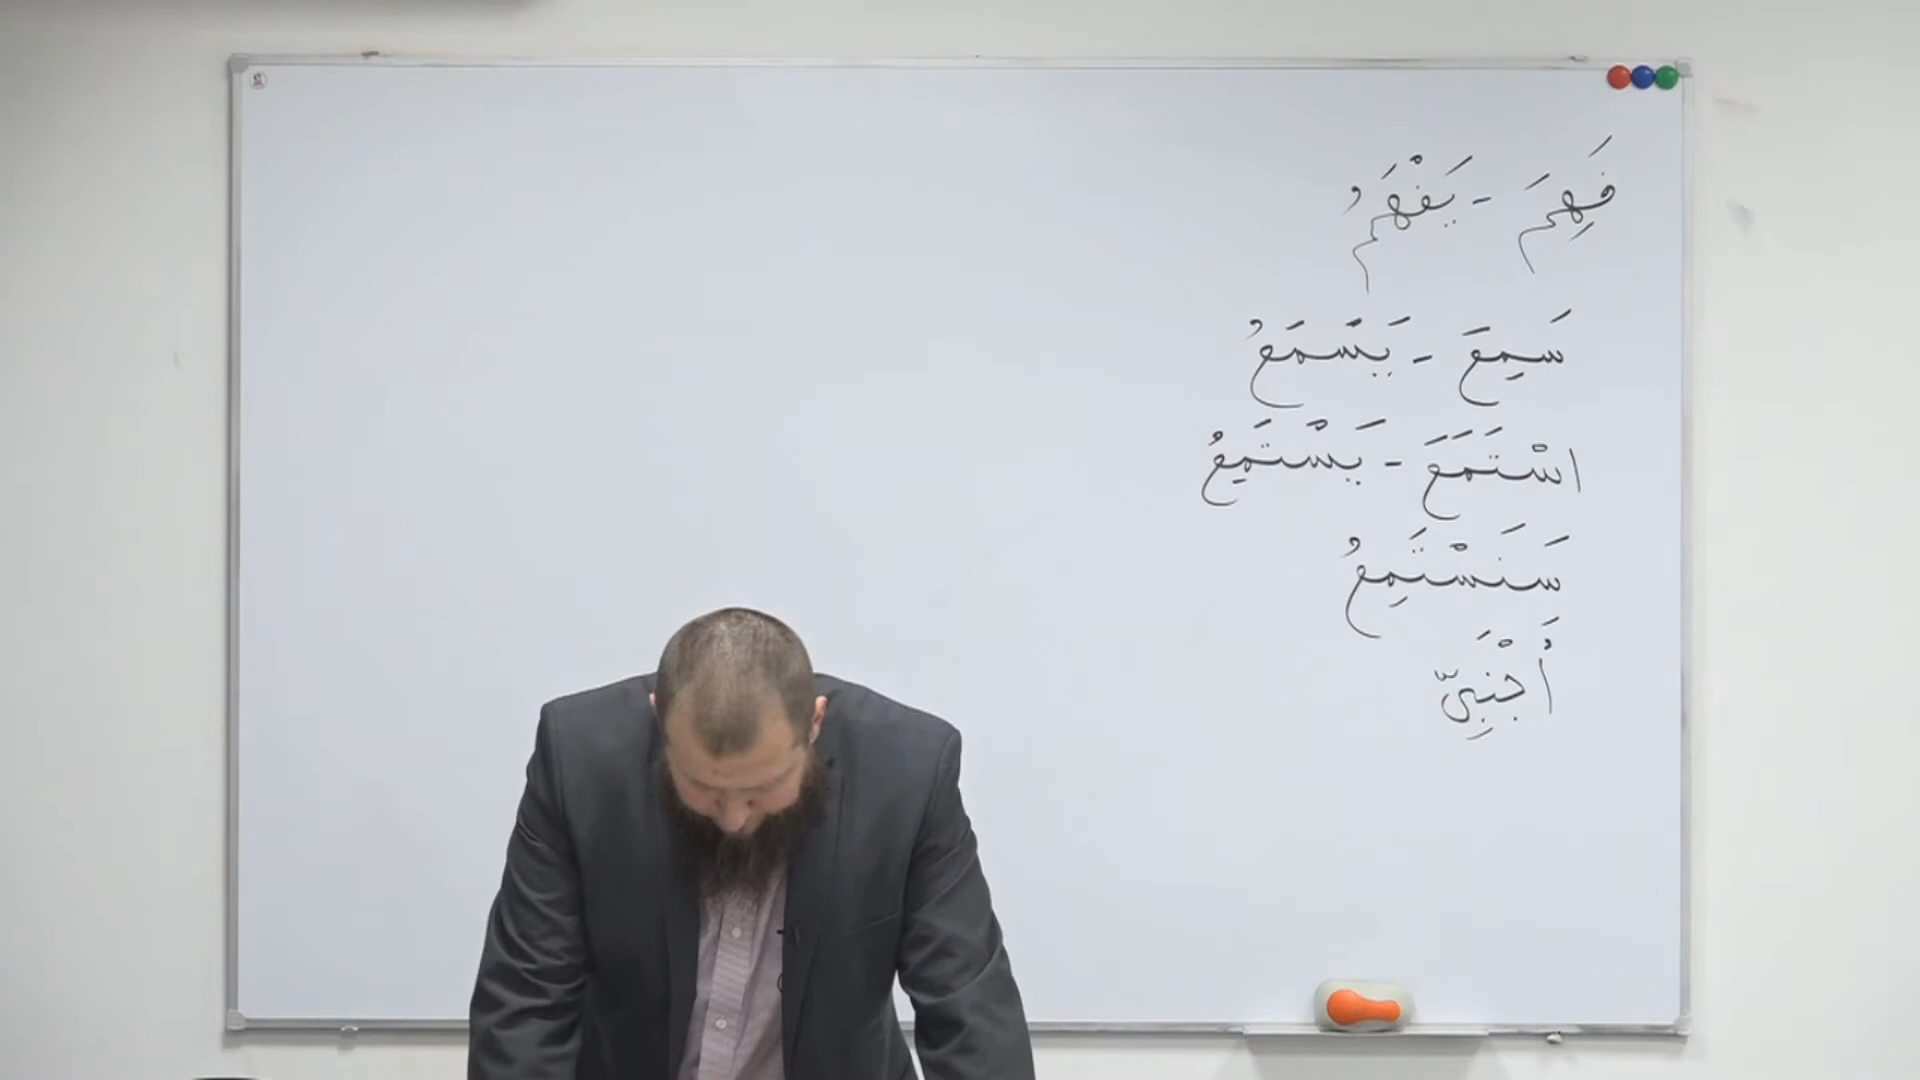 فَهِمَ - يَفْهَمُ
سَمِعَ - يَسْمَعُ
اسْتَمَعَ - يَسْتَمِعُ
سَنَسْتَمِعُ
أَجْنَبِيّ